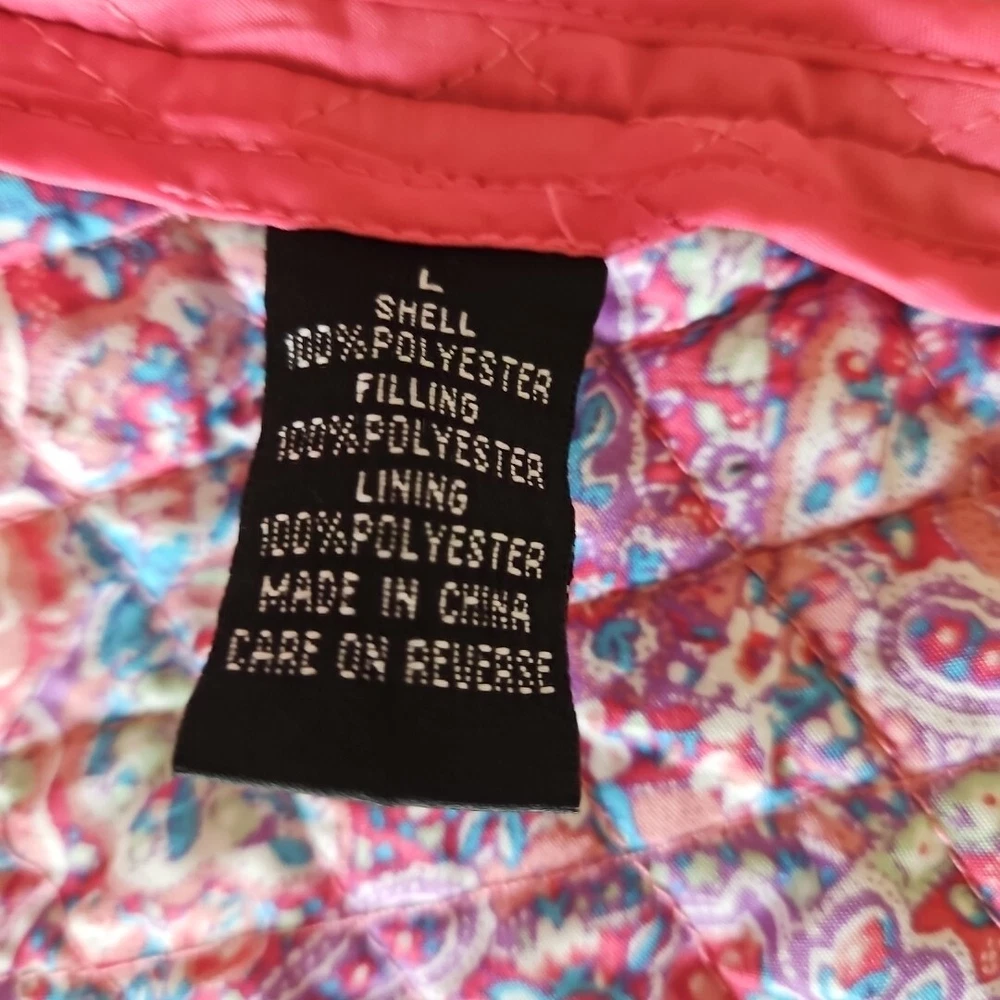 L
SHELL
100%POLYESTER
FILLING
100%POLYESTER
LINING
100%POLYESTER
MADE IN CHINA
CARE ON REVERSE